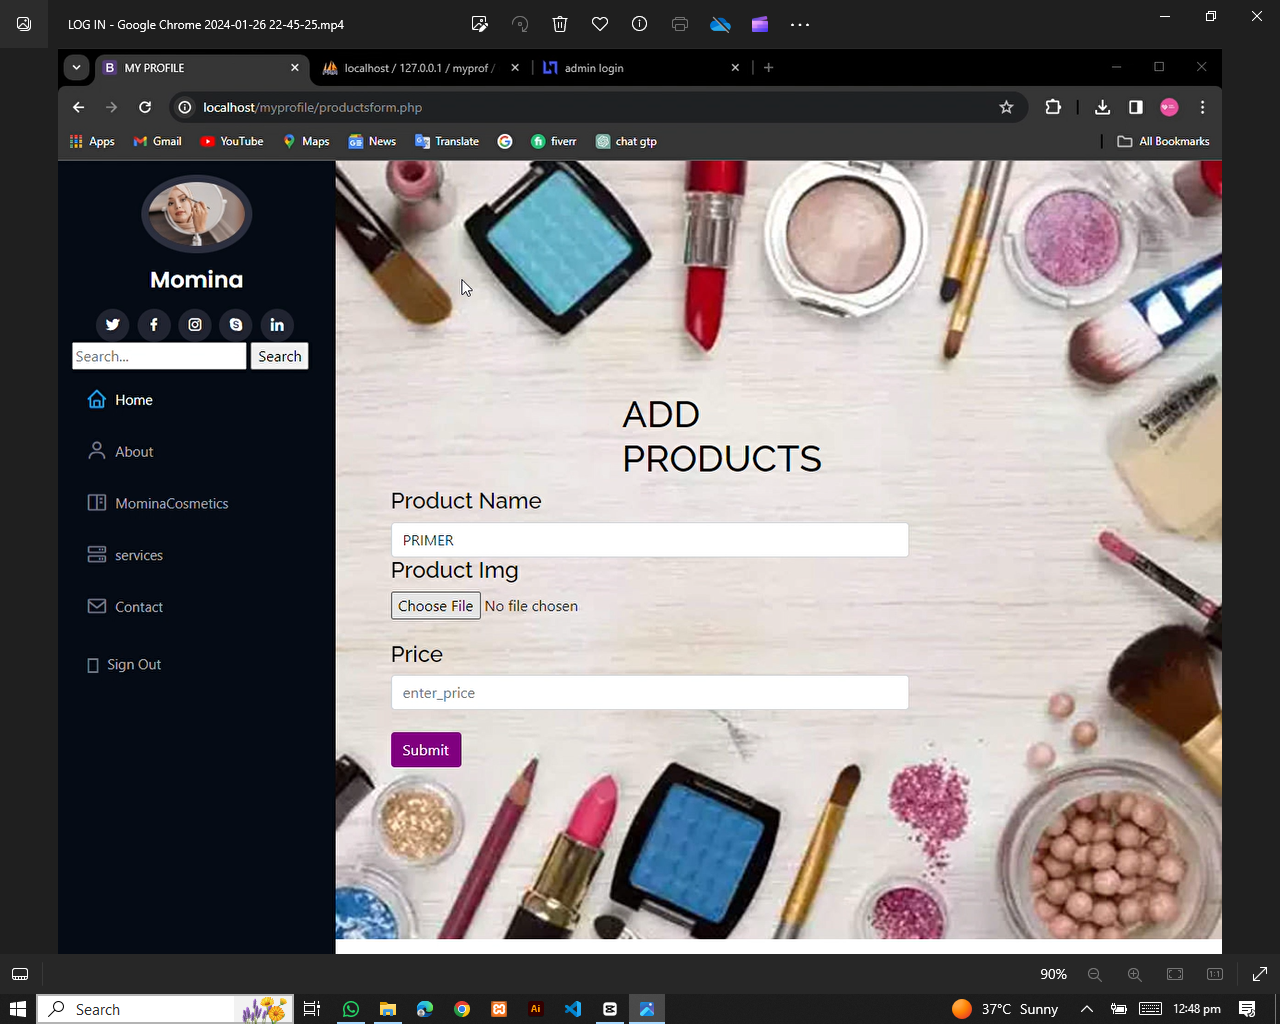 LOG IN - Google Chrome 2024-01-26 22-45-25.mp4
MY PROFILE
localhost / 127.0.0.1 / myprof /
admin login
localhost/myprofile/productsform.php
Apps
Gmail
YouTube
Maps
News
Translate
fiverr
chat gtp
All Bookmarks
Momina
Search...
Search
Home
About
MominaCosmetics
services
Contact
Sign Out
ADD
PRODUCTS
Product Name
PRIMER
Product Img
Choose File No file chosen
Price
enter_price
Submit
90%
Search
Ai
37°C Sunny
12:48 pm